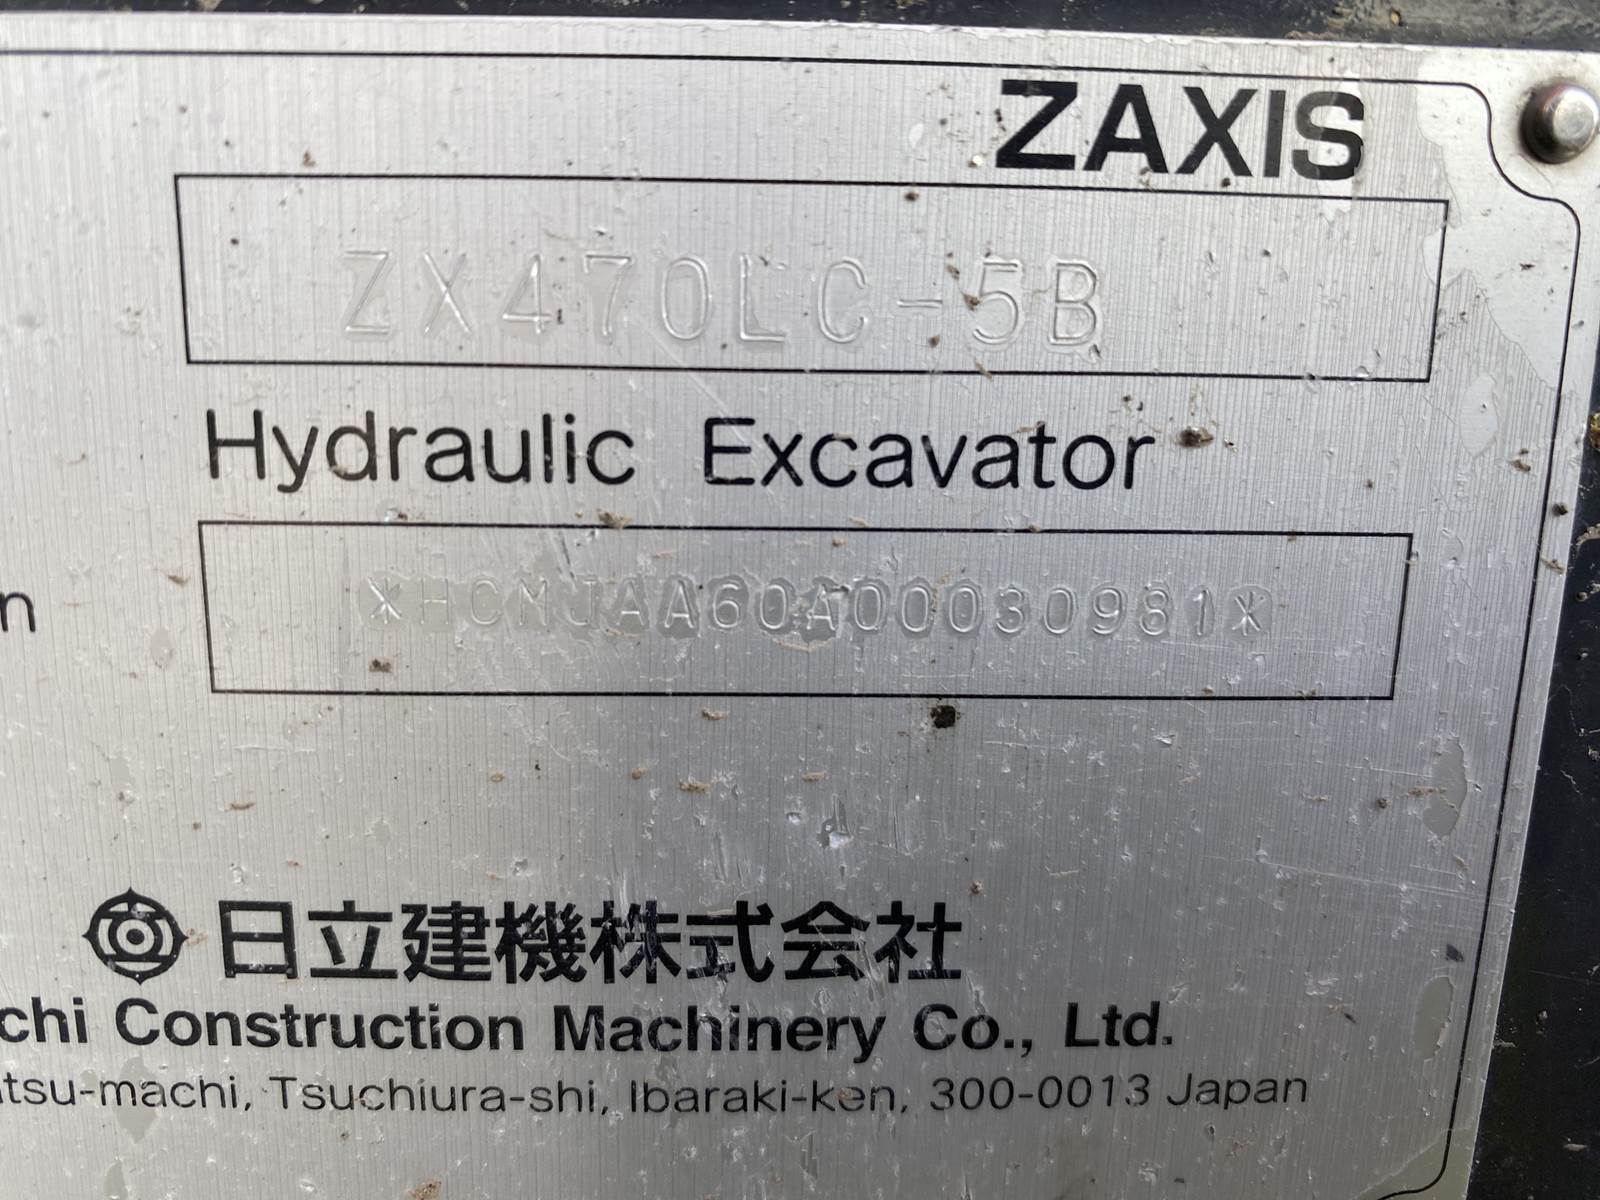 ZAXIS
ZX470LC-5B
Hydraulic Excavator
n
*HCMJAA60A00030981*
日立建機株式会社
chi Construction Machinery Co., Ltd.
tsu-machi, Tsuchiura-shi, Ibaraki-ken, 300-0013 Japan